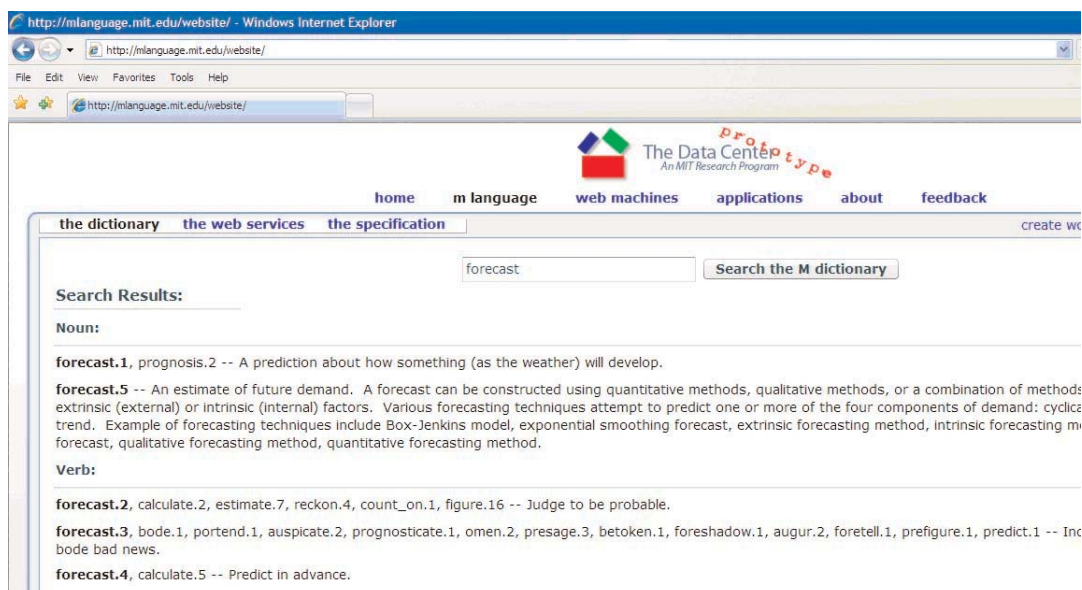 http://mlanguage.mit.edu/website/ - Windows Internet Explorer
http://mlanguage.mit.edu/website/
File Edit View Favorites Tools Help
http://mlanguage.mit.edu/website/
The Data Center prototype
An MIT Research Program
home m language web machines applications about feedback
the dictionary the web services the specification create
forecast Search the M dictionary
Search Results:
Noun:
forecast.1, prognosis.2 -- A prediction about how something (as the weather) will develop.
forecast.5 -- An estimate of future demand. A forecast can be constructed using quantitative methods, qualitative methods, or a combination of methods
extrinsic (external) or intrinsic (internal) factors. Various forecasting techniques attempt to predict one or more of the four components of demand: cyclica
trend. Example of forecasting techniques include Box-Jenkins model, exponential smoothing forecast, extrinsic forecasting method, intrinsic forecasting m
forecast, qualitative forecasting method, quantitative forecasting method.
Verb:
forecast.2, calculate.2, estimate.7, reckon.4, count_on.1, figure.16 -- Judge to be probable.
forecast.3, bode.1, portend.1, auspicate.2, prognosticate.1, omen.2, presage.3, betoken.1, foreshadow.1, augur.2, foretell.1, prefigure.1, predict.1 --
bode bad news.
forecast.4, calculate.5 -- Predict in advance.